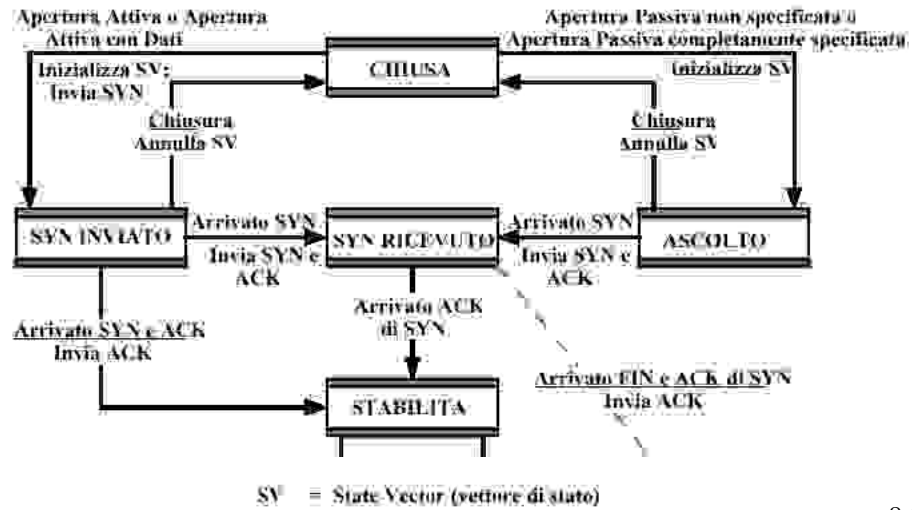 Apertura Attiva o Apertura
Attiva con Dati
Inizializza SV;
Invia SYN
Apertura Passiva non specificata o
Apertura Passiva completamente specificata
Inizializza SV
CHIUSA
Chiusura
Annulla SV
Chiusura
Annulla SV
SYN INVIATO
Arrivato SYN
Invia SYN e
ACK
SYN RICEVUTO
Arrivato SYN
Invia SYN e
ACK
ASCOLTO
Arrivato SYN e ACK
Invia ACK
Arrivato ACK
di SYN
Arrivato FIN e ACK di SYN
Invia ACK
STABILITA
SV = State Vector (vettore di stato)